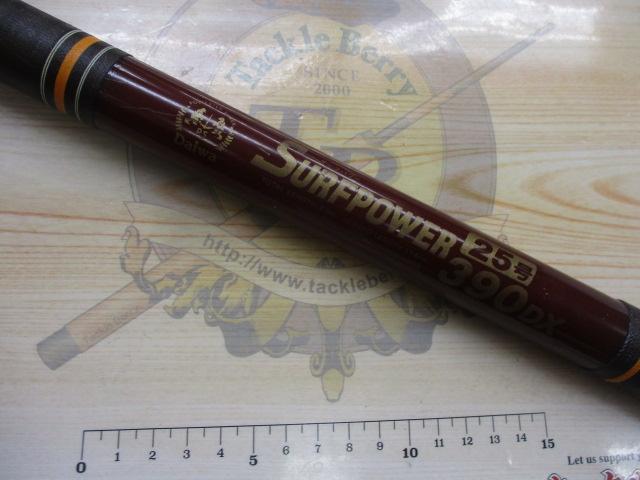 Tackle Berry
SINCE
2000
TB
Daiwa
SURFPOWER
25号
390DX
http://www.tackleber
0 1 2 3 4 5 6 7 8 9 10 11 12 13 14 15
Let us support y